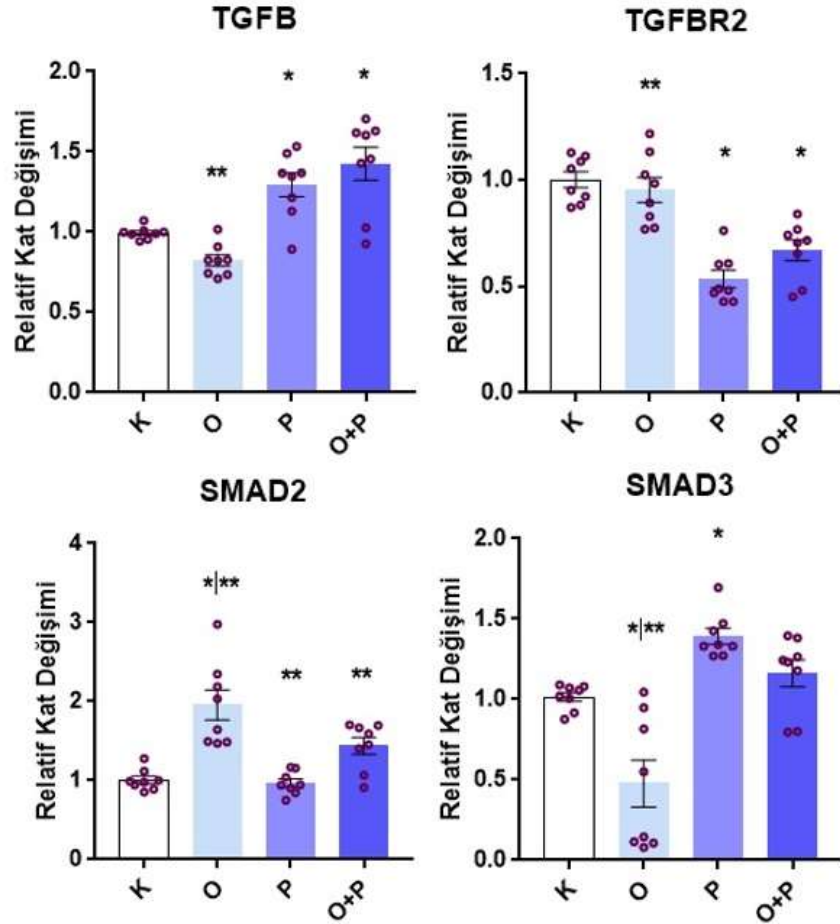 TGFB
Relatif Kat Değişimi
2.0
1.5
1.0
0.5
0.0
**
*
*
K
O
P
O+P
TGFBR2
Relatif Kat Değişimi
1.5
1.0
0.5
0.0
**
*
*
K
O
P
O+P
SMAD2
Relatif Kat Değişimi
4
3
2
1
0
*|**
**
**
K
O
P
O+P
SMAD3
Relatif Kat Değişimi
2.0
1.5
1.0
0.5
0.0
*|**
*
K
O
P
O+P